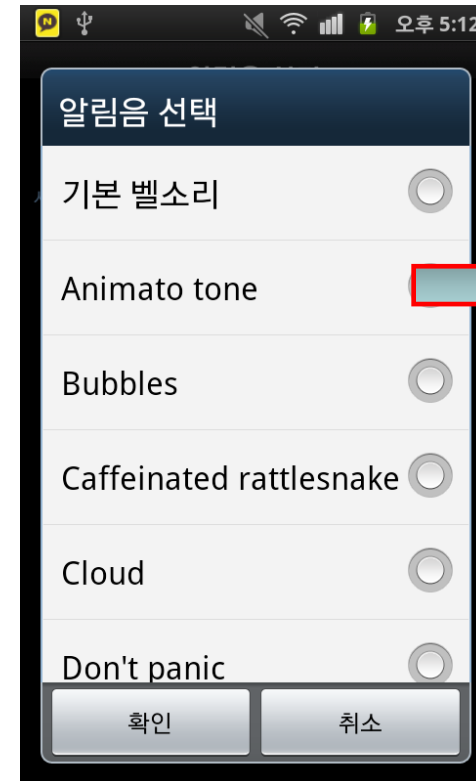 오후 5:12
알림음 선택
기본 벨소리
Animato tone
Bubbles
Caffeinated rattlesnake
Cloud
Don't panic
확인
취소